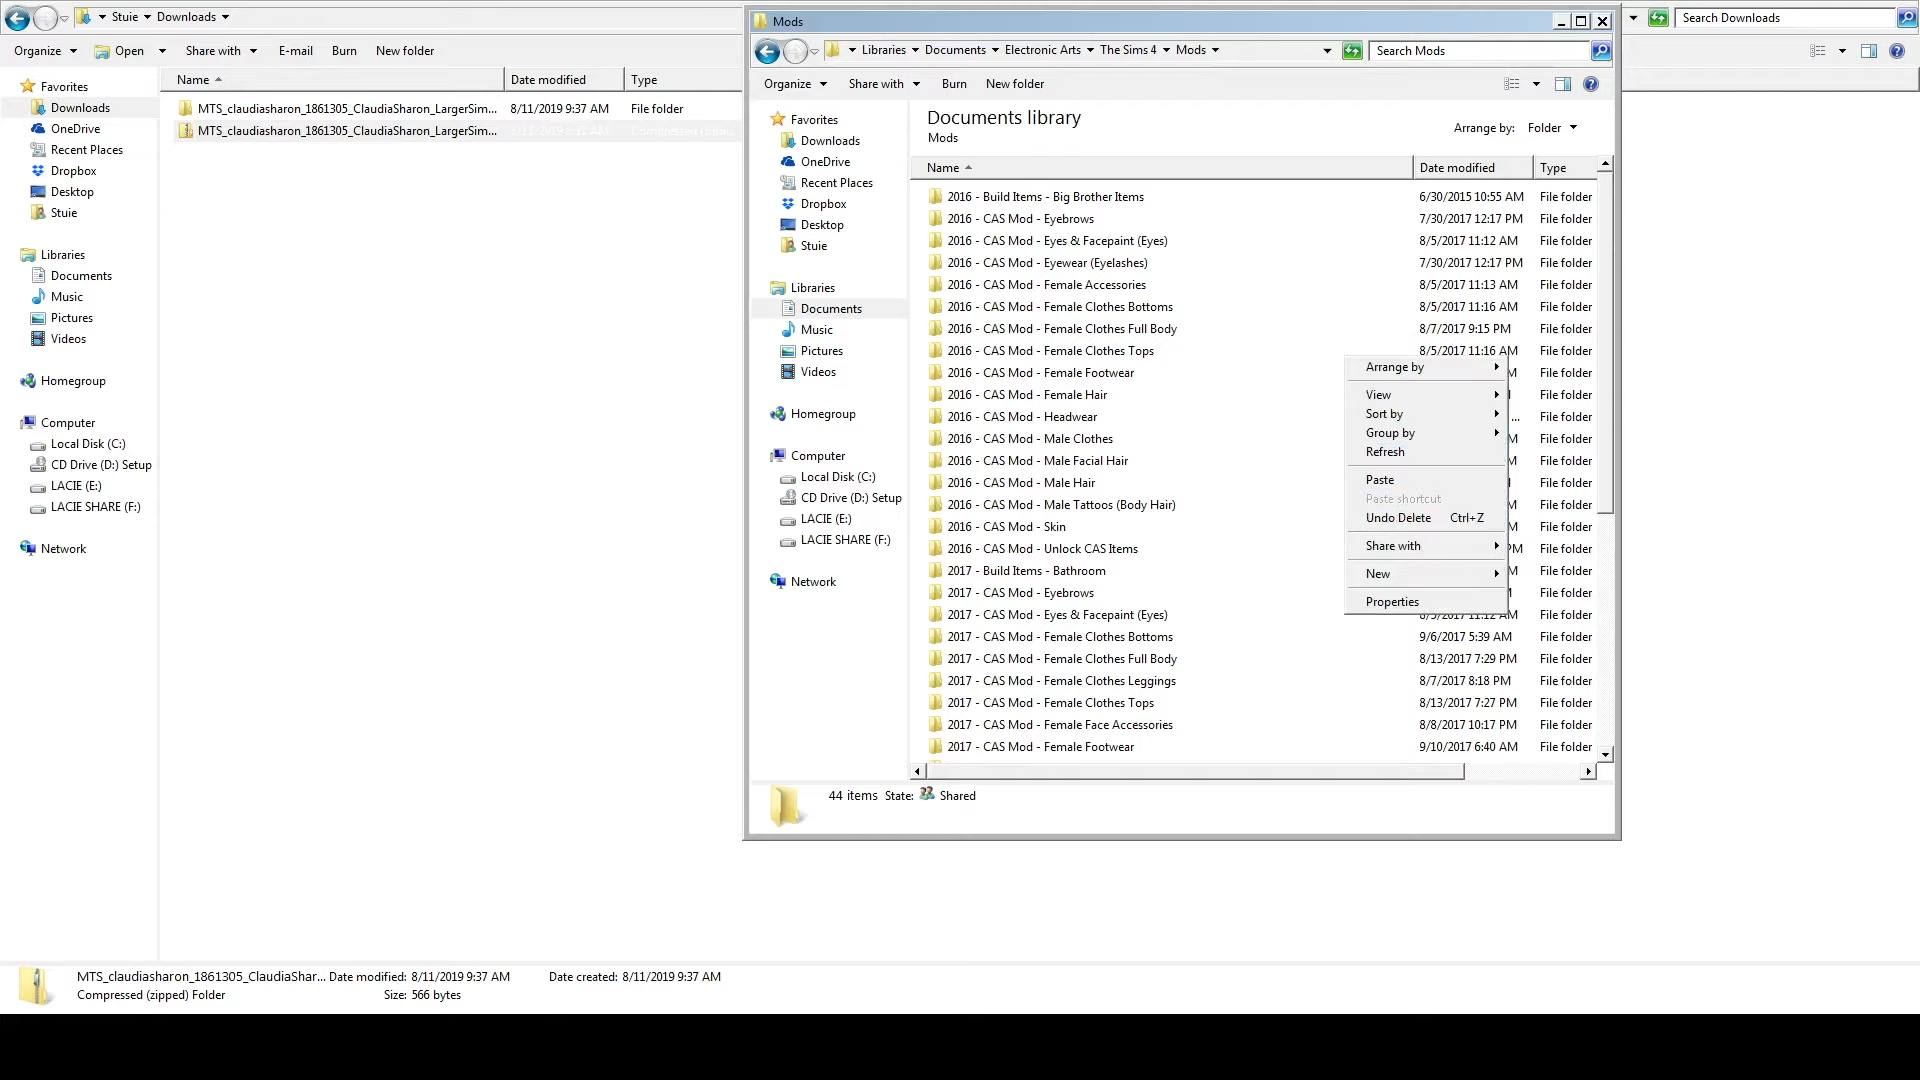 Stuie Downloads
Search Downloads
Organize Open Share with E-mail Burn New folder
Name Date modified Type
MTS_claudiasharon_1861305_ClaudiaSharon_LargerSim... 8/11/2019 9:37 AM File folder
MTS_claudiasharon_1861305_ClaudiaSharon_LargerSim...
Favorites
Downloads
OneDrive
Recent Places
Dropbox
Desktop
Stuie
Libraries
Documents
Music
Pictures
Videos
Homegroup
Computer
Local Disk (C:)
CD Drive (D:) Setup
LACIE (E:)
LACIE SHARE (F:)
Network
Mods
Libraries Documents Electronic Arts The Sims 4 Mods
Search Mods
Organize Share with Burn New folder
Favorites
Downloads
OneDrive
Recent Places
Dropbox
Desktop
Stuie
Libraries
Documents
Music
Pictures
Videos
Homegroup
Computer
Local Disk (C:)
CD Drive (D:) Setup
LACIE (E:)
LACIE SHARE (F:)
Network
Documents library
Mods
Arrange by: Folder
Name Date modified Type
2016 - Build Items - Big Brother Items 6/30/2015 10:55 AM File folder
2016 - CAS Mod - Eyebrows 7/30/2017 12:17 PM File folder
2016 - CAS Mod - Eyes & Facepaint (Eyes) 8/5/2017 11:12 AM File folder
2016 - CAS Mod - Eyewear (Eyelashes) 7/30/2017 12:17 PM File folder
2016 - CAS Mod - Female Accessories 8/5/2017 11:13 AM File folder
2016 - CAS Mod - Female Clothes Bottoms 8/5/2017 11:16 AM File folder
2016 - CAS Mod - Female Clothes Full Body 8/7/2017 9:15 PM File folder
2016 - CAS Mod - Female Clothes Tops 8/5/2017 11:16 AM File folder
2016 - CAS Mod - Female Footwear File folder
2016 - CAS Mod - Female Hair File folder
2016 - CAS Mod - Headwear ... File folder
2016 - CAS Mod - Male Clothes File folder
2016 - CAS Mod - Male Facial Hair File folder
2016 - CAS Mod - Male Hair File folder
2016 - CAS Mod - Male Tattoos (Body Hair) File folder
2016 - CAS Mod - Skin File folder
2016 - CAS Mod - Unlock CAS Items PM File folder
2017 - Build Items - Bathroom File folder
2017 - CAS Mod - Eyebrows File folder
2017 - CAS Mod - Eyes & Facepaint (Eyes) 8/5/2017 11:12 AM File folder
2017 - CAS Mod - Female Clothes Bottoms 9/6/2017 5:39 AM File folder
2017 - CAS Mod - Female Clothes Full Body 8/13/2017 7:29 PM File folder
2017 - CAS Mod - Female Clothes Leggings 8/7/2017 8:18 PM File folder
2017 - CAS Mod - Female Clothes Tops 8/13/2017 7:27 PM File folder
2017 - CAS Mod - Female Face Accessories 8/8/2017 10:17 PM File folder
2017 - CAS Mod - Female Footwear 9/10/2017 6:40 AM File folder
Arrange by
View
Sort by
Group by
Refresh
Paste
Paste shortcut
Undo Delete Ctrl+Z
Share with
New
Properties
44 items State: Shared
MTS_claudiasharon_1861305_ClaudiaShar... Date modified: 8/11/2019 9:37 AM Date created: 8/11/2019 9:37 AM
Compressed (zipped) Folder Size: 566 bytes